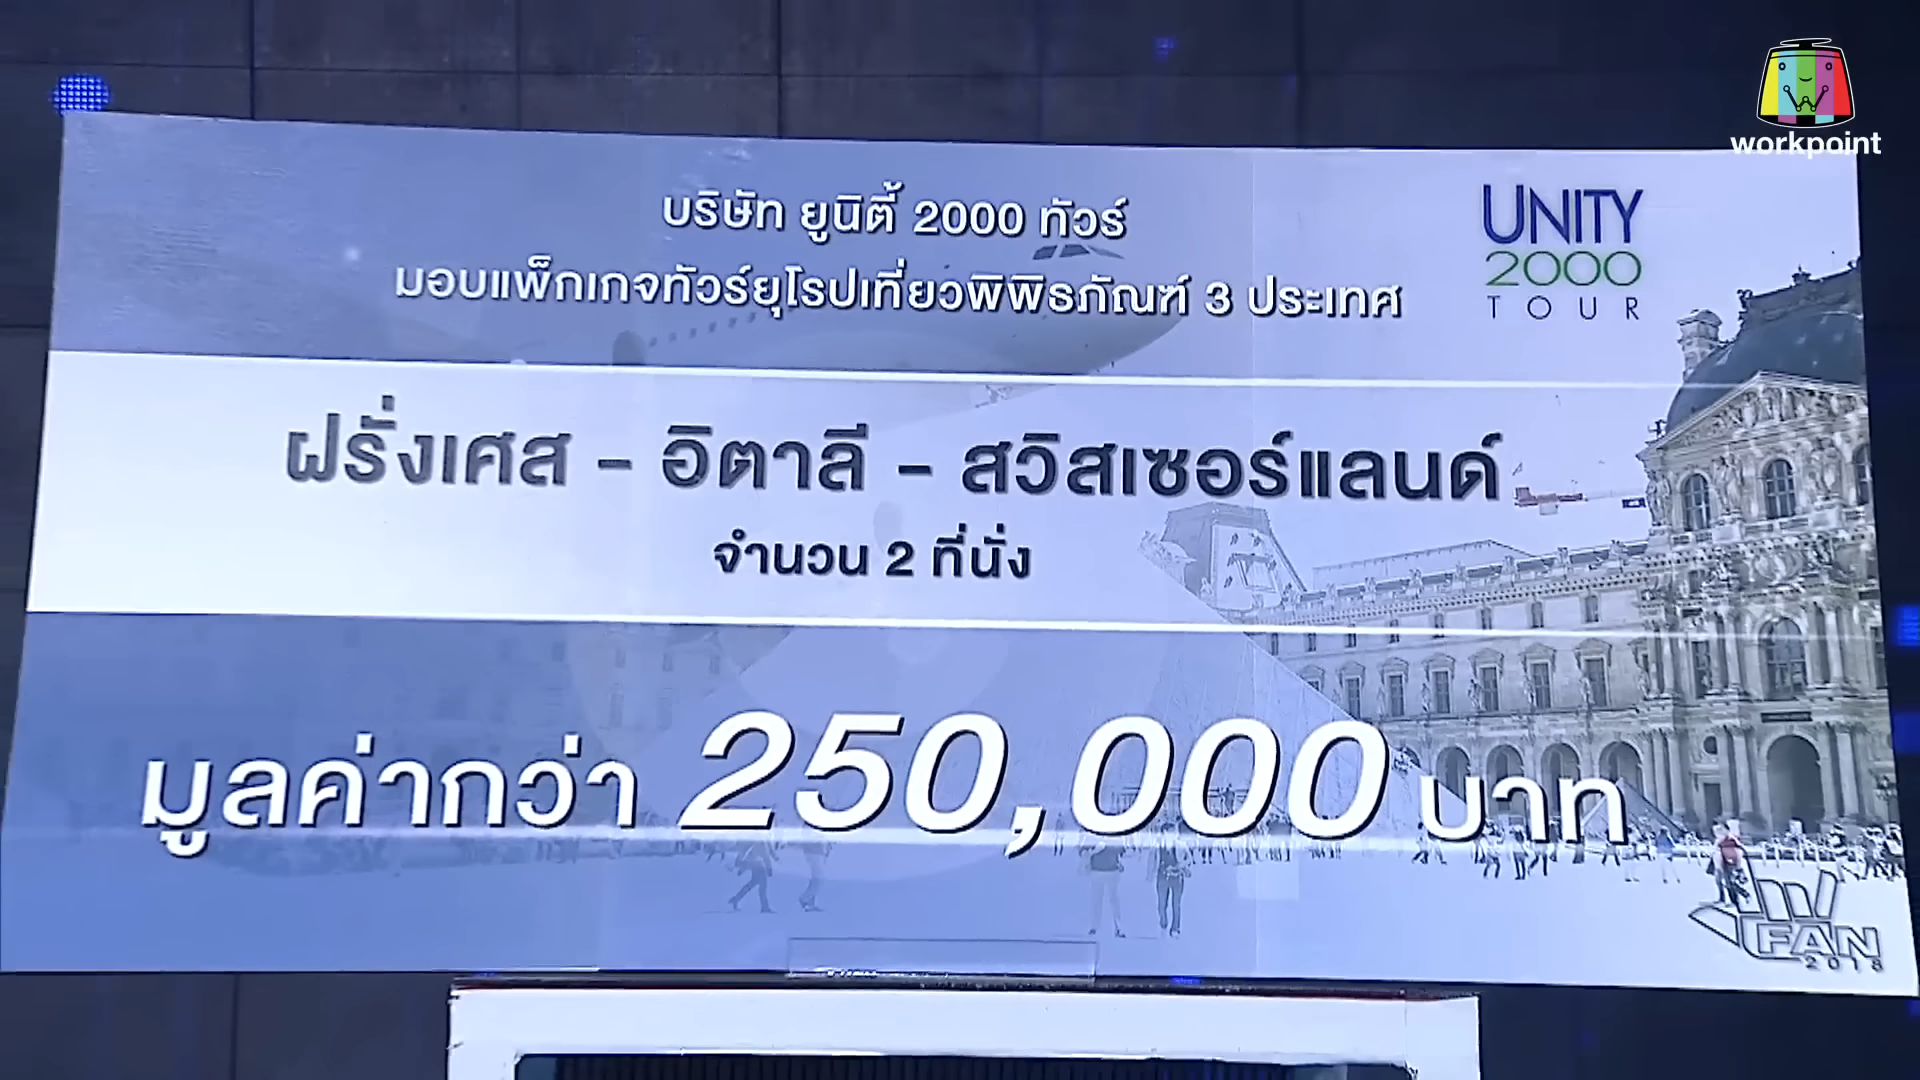 workpoint
บริษัท ยูนิตี้ 2000 ทัวร์
มอบแพ็กเกจทัวร์ยุโรปเที่ยวพิพิธภัณฑ์ 3 ประเทศ
UNITY
2000
TOUR
ฝรั่งเศส - อิตาลี - สวิสเซอร์แลนด์
จำนวน 2 ที่นั่ง
มูลค่ากว่า 250,000 บาท
FAN
2018